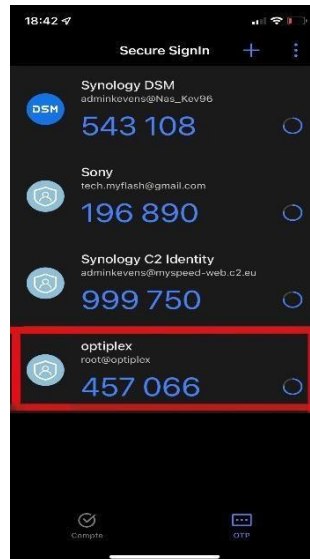 18:42
Secure SignIn
Synology DSM
DSM
adminkevens@Nas_Kev96
543 108
Sony
tech.myflash@gmail.com
196 890
Synology C2 Identity
adminkevens@myspeed-web.c2.eu
999 750
optiplex
root@optiplex
457 066
Compte
OTP